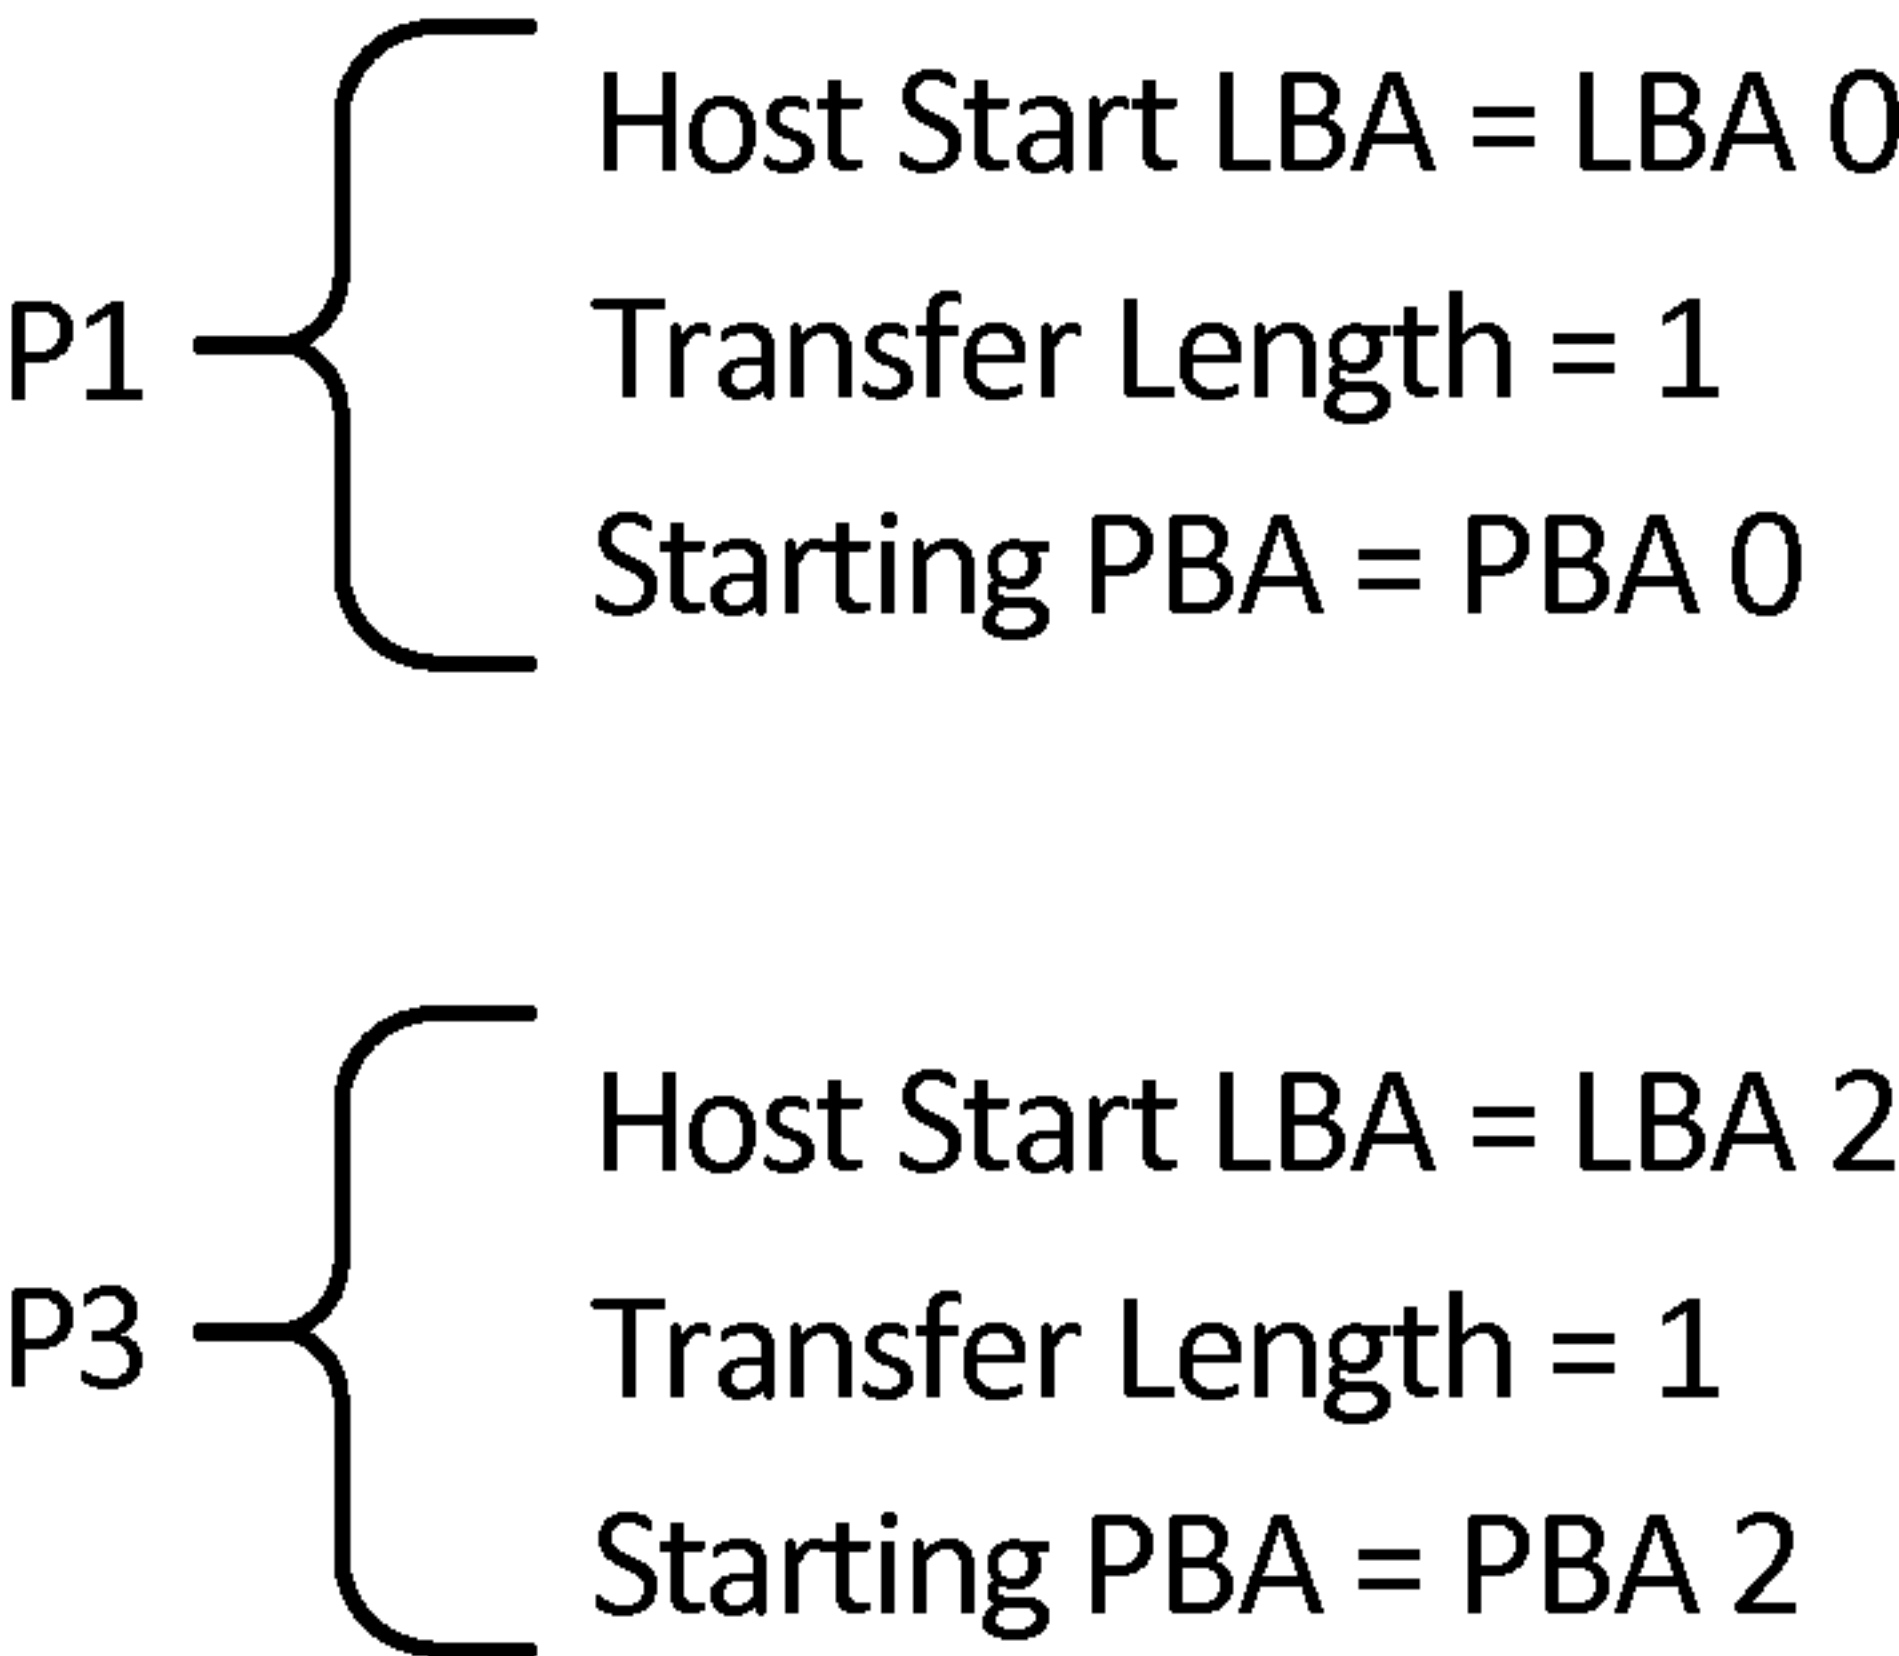 Host Start LBA = LBA 0
P1
Transfer Length = 1
Starting PBA = PBA 0
Host Start LBA = LBA 2
P3
Transfer Length = 1
Starting PBA = PBA 2